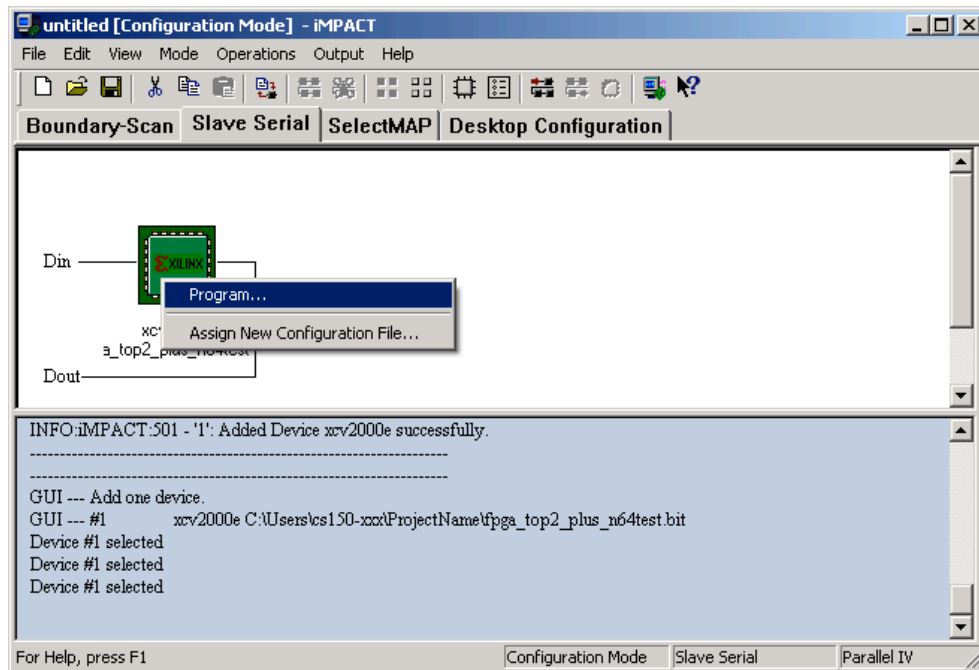 untitled [Configuration Mode] - iMPACT
File Edit View Mode Operations Output Help
Boundary-Scan Slave Serial SelectMAP Desktop Configuration
Din
ΣXILINX
Program...
xc
Assign New Configuration File...
a_top2_plus_n64test
Dout
INFO:iMPACT:501 - '1': Added Device xcv2000e successfully.
----------------------------------------------------------------------
----------------------------------------------------------------------
GUI --- Add one device.
GUI --- #1 xcv2000e C:\Users\cs150-xxx\ProjectName\fpga_top2_plus_n64test.bit
Device #1 selected
Device #1 selected
Device #1 selected
For Help, press F1 Configuration Mode Slave Serial Parallel IV